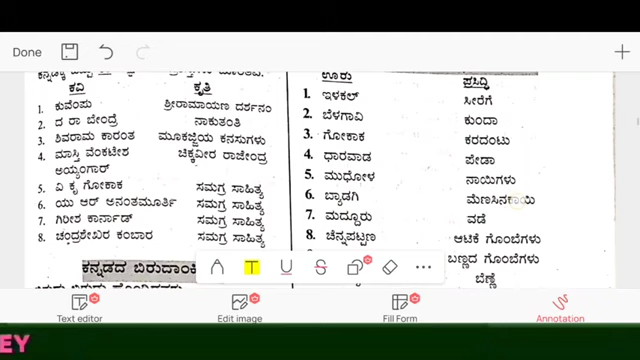 Done
ಕವಿ ಕೃತಿ
1. ಕುವೆಂಪು ಶ್ರೀರಾಮಾಯಣ ದರ್ಶನಂ
2. ದ ರಾ ಬೇಂದ್ರೆ ನಾಕುತಂತಿ
3. ಶಿವರಾಮ ಕಾರಂತ ಮೂಕಜ್ಜಿಯ ಕನಸುಗಳು
4. ಮಾಸ್ತಿ ವೆಂಕಟೇಶ ಚಿಕ್ಕವೀರ ರಾಜೇಂದ್ರ
ಅಯ್ಯಂಗಾರ್
5. ವಿ ಕೃ ಗೋಕಾಕ ಸಮಗ್ರ ಸಾಹಿತ್ಯ
6. ಯು ಆರ್ ಅನಂತಮೂರ್ತಿ ಸಮಗ್ರ ಸಾಹಿತ್ಯ
7. ಗಿರೀಶ ಕಾರ್ನಾಡ್ ಸಮಗ್ರ ಸಾಹಿತ್ಯ
8. ಚಂದ್ರಶೇಖರ ಕಂಬಾರ ಸಮಗ್ರ ಸಾಹಿತ್ಯ
ಕನ್ನಡದ
ಊರು ಪ್ರಸಿದ್ಧಿ
1. ಇಳಕಲ್ ಸೀರೆಗೆ
2. ಬೆಳಗಾವಿ ಕುಂದಾ
3. ಗೋಕಾಕ ಕರದಂಟು
4. ಧಾರವಾಡ ಪೇಡಾ
5. ಮುಧೋಳ ನಾಯಿಗಳು
6. ಬ್ಯಾಡಗಿ ಮೆಣಸಿನಕಾಯಿ
7. ಮದ್ದೂರು ವಡೆ
8. ಚೆನ್ನಪಟ್ಟಣ ಆಟಿಕೆ ಗೊಂಬೆಗಳು
ಬಣ್ಣದ ಗೊಂಬೆಗಳು
ಬೆಣ್ಣೆ
Text editor
Edit image
Fill Form
Annotation
EY